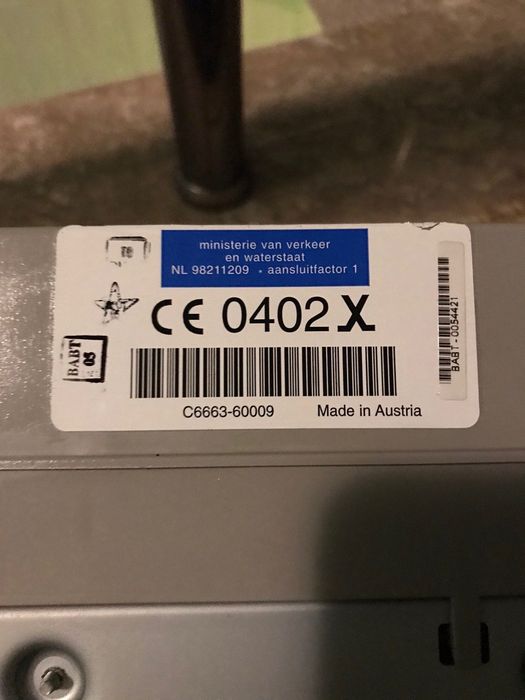 T6
ministerie van verkeer
en waterstaat
NL 98211209 • aansluitfactor 1
CE 0402 X
BABT
05
BABT - 0054421
C6663-60009 Made in Austria